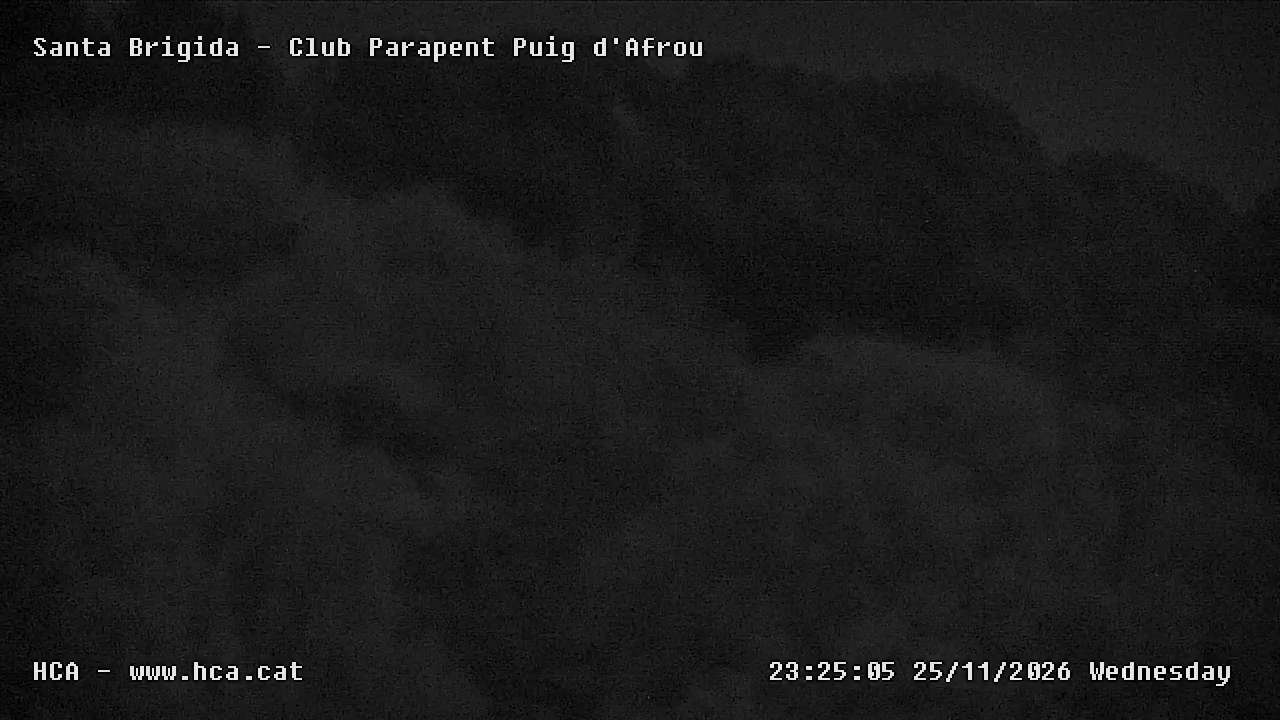 Santa Brigida - Club Parapent Puig d'Afrou
HCA - www.hca.cat
23:25:05 25/11/2026 Wednesday